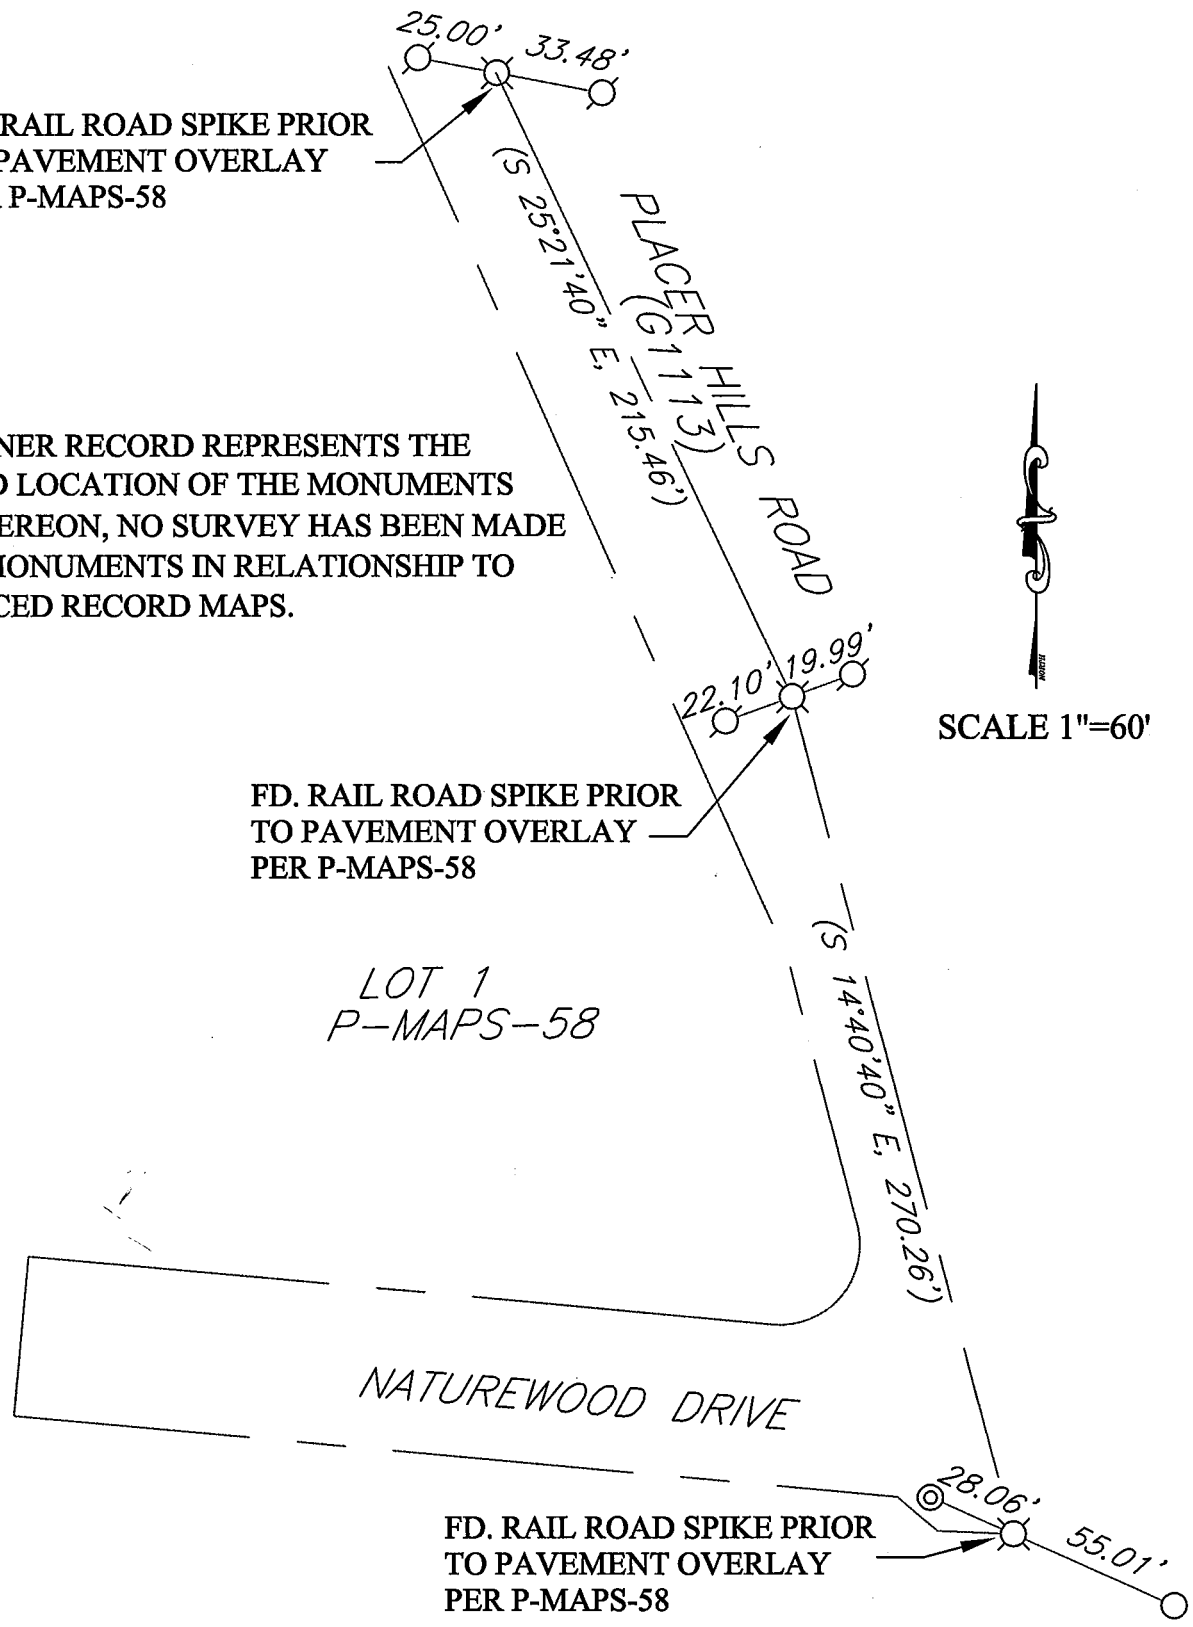 25.00' 33.48'
RAIL ROAD SPIKE PRIOR
PAVEMENT OVERLAY
P-MAPS-58
(S 25°21'40" E, 215.46')
PLACER HILLS ROAD
(G1113)
NER RECORD REPRESENTS THE
LOCATION OF THE MONUMENTS
EREON, NO SURVEY HAS BEEN MADE
MONUMENTS IN RELATIONSHIP TO
CED RECORD MAPS.
NORTH
SCALE 1"=60'
22.10' 19.99'
FD. RAIL ROAD SPIKE PRIOR
TO PAVEMENT OVERLAY
PER P-MAPS-58
(S 14°40'40" E, 270.26')
LOT 1
P-MAPS-58
NATUREWOOD DRIVE
28.06'
55.01'
FD. RAIL ROAD SPIKE PRIOR
TO PAVEMENT OVERLAY
PER P-MAPS-58